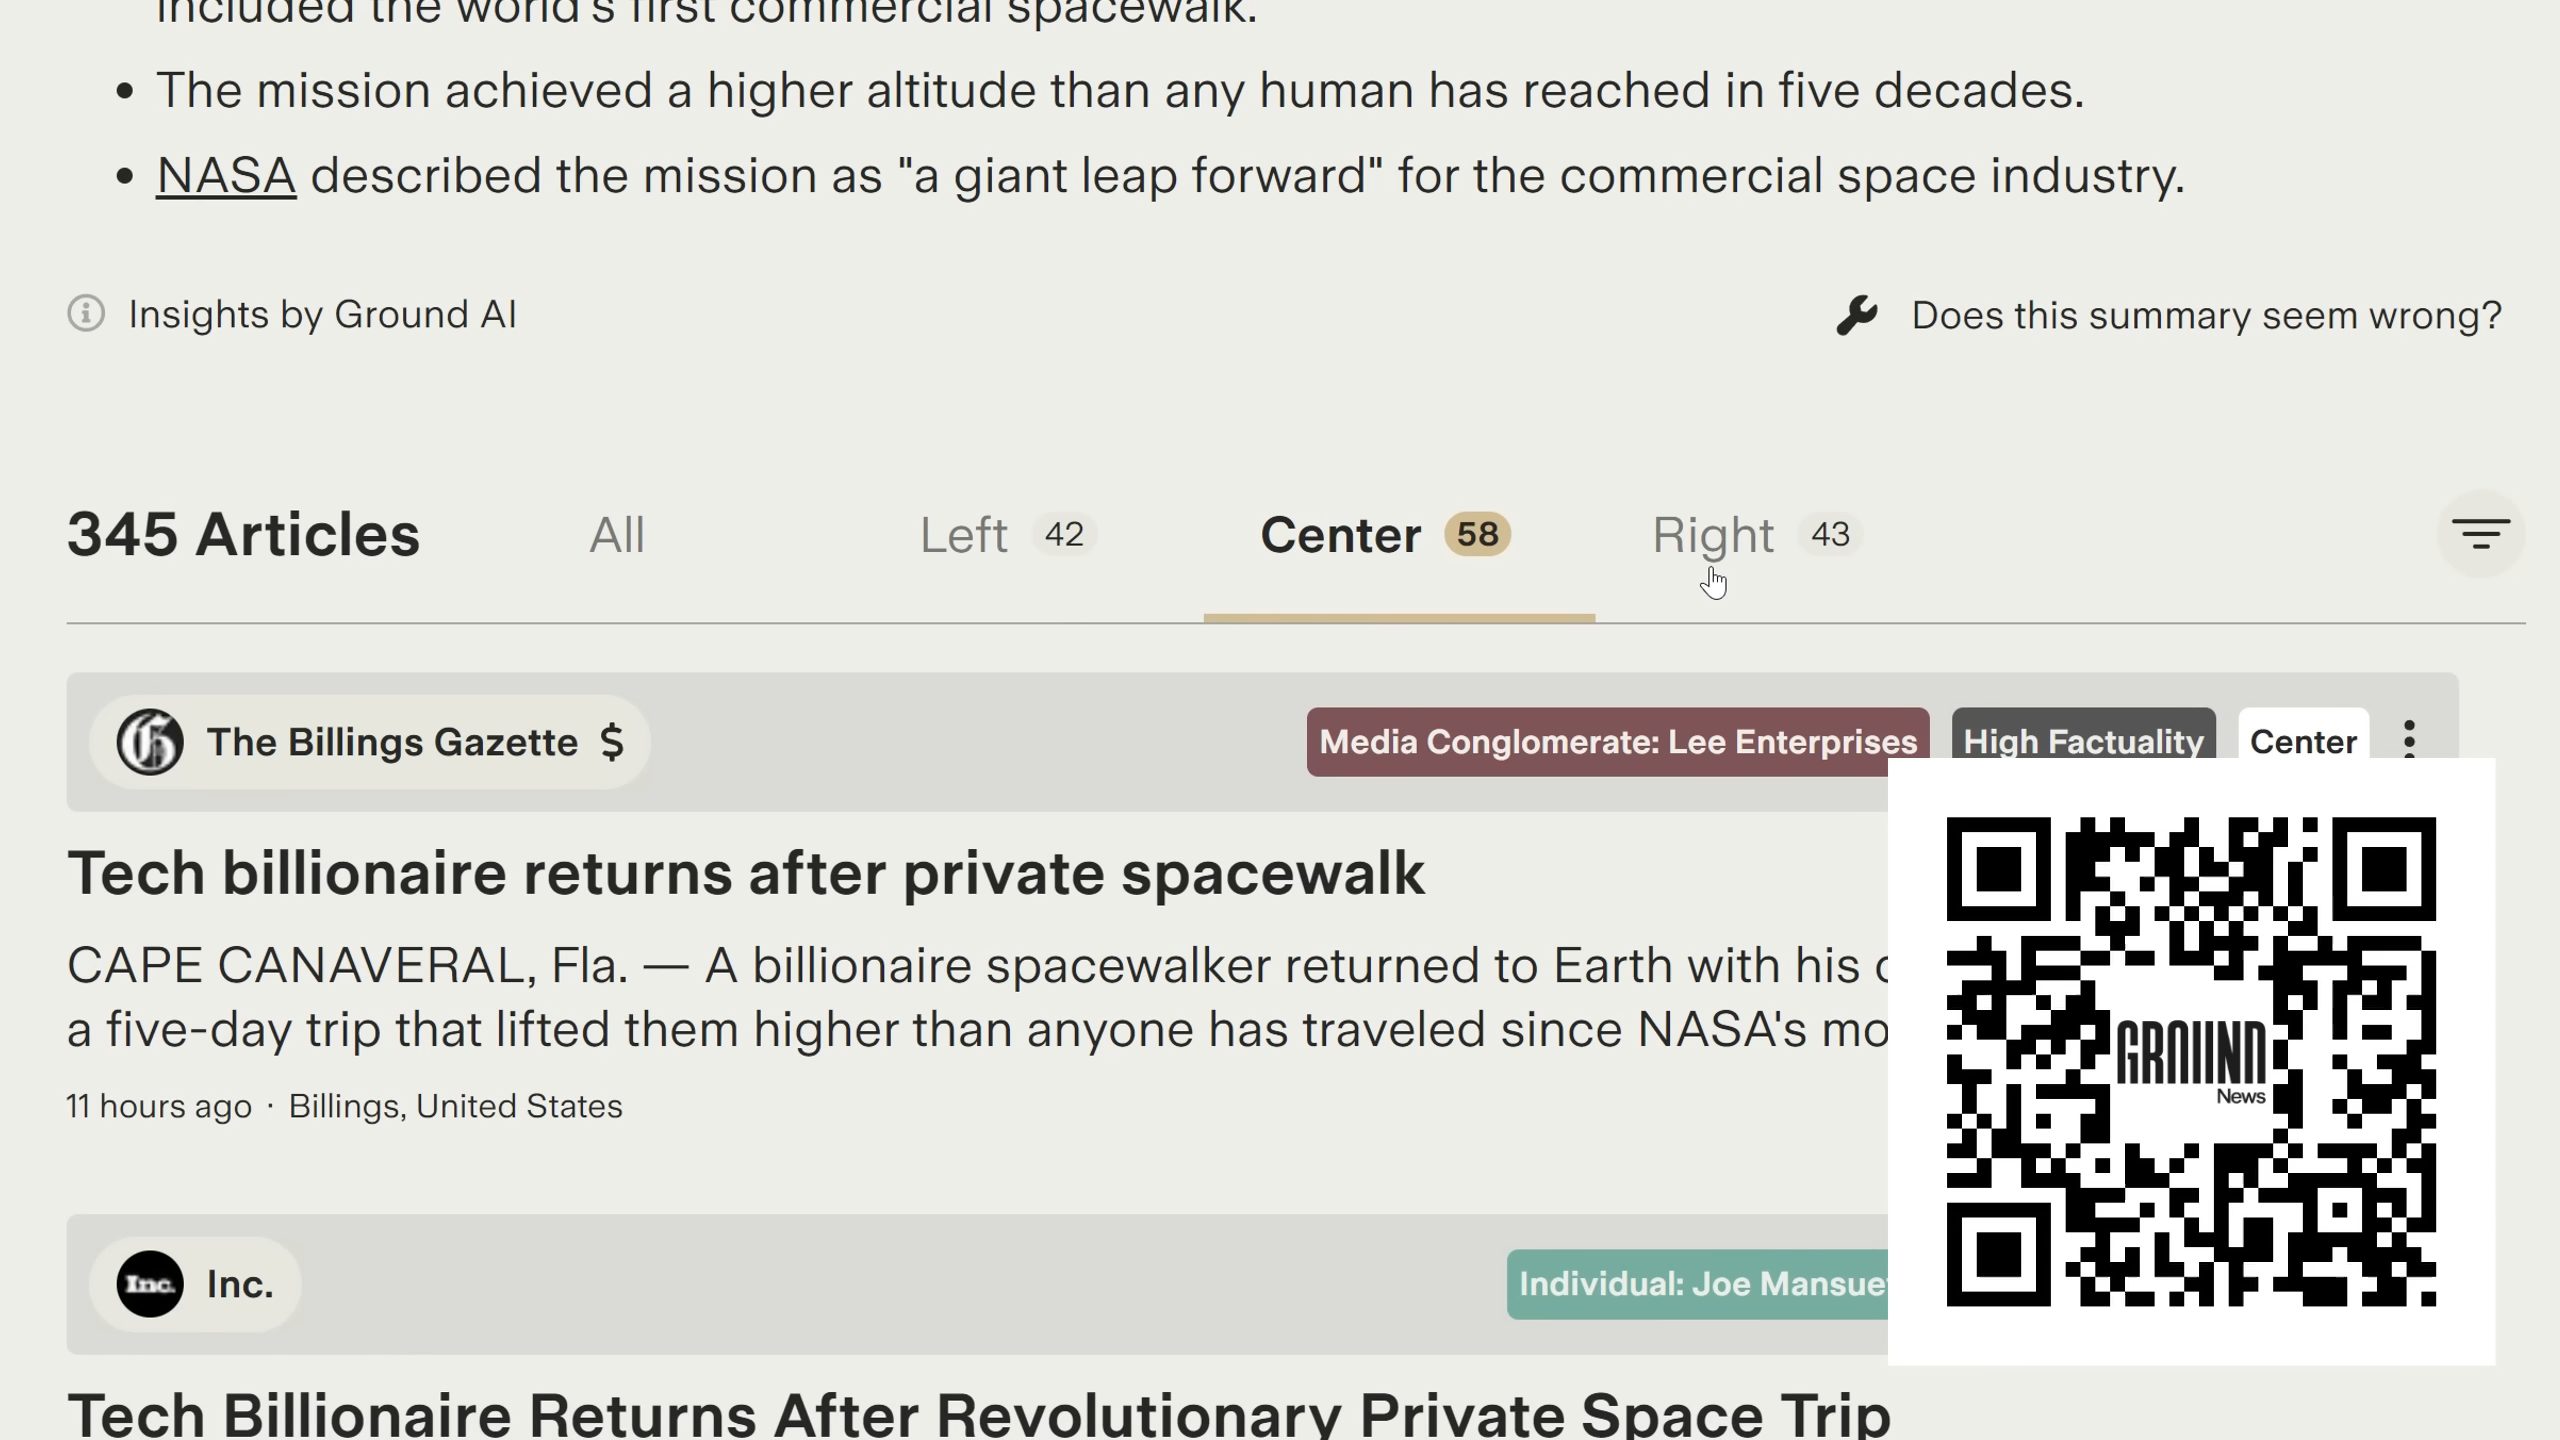 included the world's first commercial spacewalk.
• The mission achieved a higher altitude than any human has reached in five decades.
• NASA described the mission as "a giant leap forward" for the commercial space industry.
Insights by Ground AI
Does this summary seem wrong?
345 Articles All Left 42 Center 58 Right 43
The Billings Gazette $
Media Conglomerate: Lee Enterprises High Factuality Center
Tech billionaire returns after private spacewalk
CAPE CANAVERAL, Fla. — A billionaire spacewalker returned to Earth with his
a five-day trip that lifted them higher than anyone has traveled since NASA's
11 hours ago · Billings, United States
GROUND
News
Inc. Inc.
Individual: Joe
Tech Billionaire Returns After Revolutionary Private Space Trip